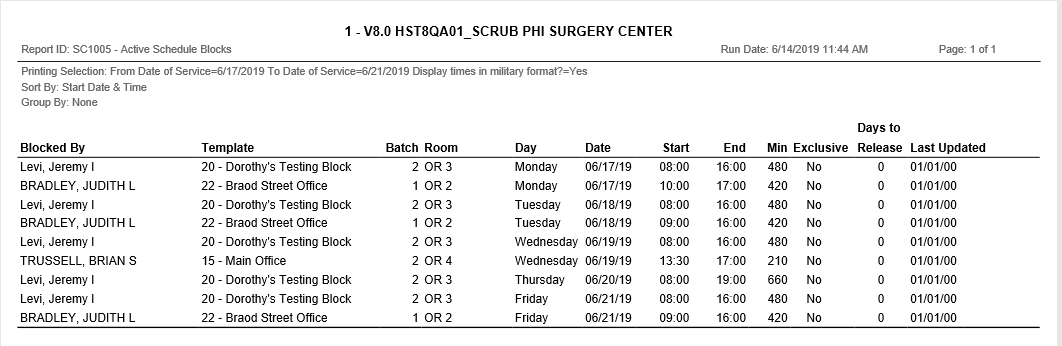 1 - V8.0 HST8QA01_SCRUB PHI SURGERY CENTER
Report ID: SC1005 - Active Schedule Blocks Run Date: 6/14/2019 11:44 AM Page: 1 of 1
Printing Selection: From Date of Service=6/17/2019 To Date of Service=6/21/2019 Display times in military format?=Yes
Sort By: Start Date & Time
Group By: None
Days to
Blocked By Template Batch Room Day Date Start End Min Exclusive Release Last Updated
Levi, Jeremy I 20 - Dorothy's Testing Block 2 OR 3 Monday 06/17/19 08:00 16:00 480 No 0 01/01/00
BRADLEY, JUDITH L 22 - Braod Street Office 1 OR 2 Monday 06/17/19 10:00 17:00 420 No 0 01/01/00
Levi, Jeremy I 20 - Dorothy's Testing Block 2 OR 3 Tuesday 06/18/19 08:00 16:00 480 No 0 01/01/00
BRADLEY, JUDITH L 22 - Braod Street Office 1 OR 2 Tuesday 06/18/19 09:00 16:00 420 No 0 01/01/00
Levi, Jeremy I 20 - Dorothy's Testing Block 2 OR 3 Wednesday 06/19/19 08:00 16:00 480 No 0 01/01/00
TRUSSELL, BRIAN S 15 - Main Office 2 OR 4 Wednesday 06/19/19 13:30 17:00 210 No 0 01/01/00
Levi, Jeremy I 20 - Dorothy's Testing Block 2 OR 3 Thursday 06/20/19 08:00 19:00 660 No 0 01/01/00
Levi, Jeremy I 20 - Dorothy's Testing Block 2 OR 3 Friday 06/21/19 08:00 16:00 480 No 0 01/01/00
BRADLEY, JUDITH L 22 - Braod Street Office 1 OR 2 Friday 06/21/19 09:00 16:00 420 No 0 01/01/00